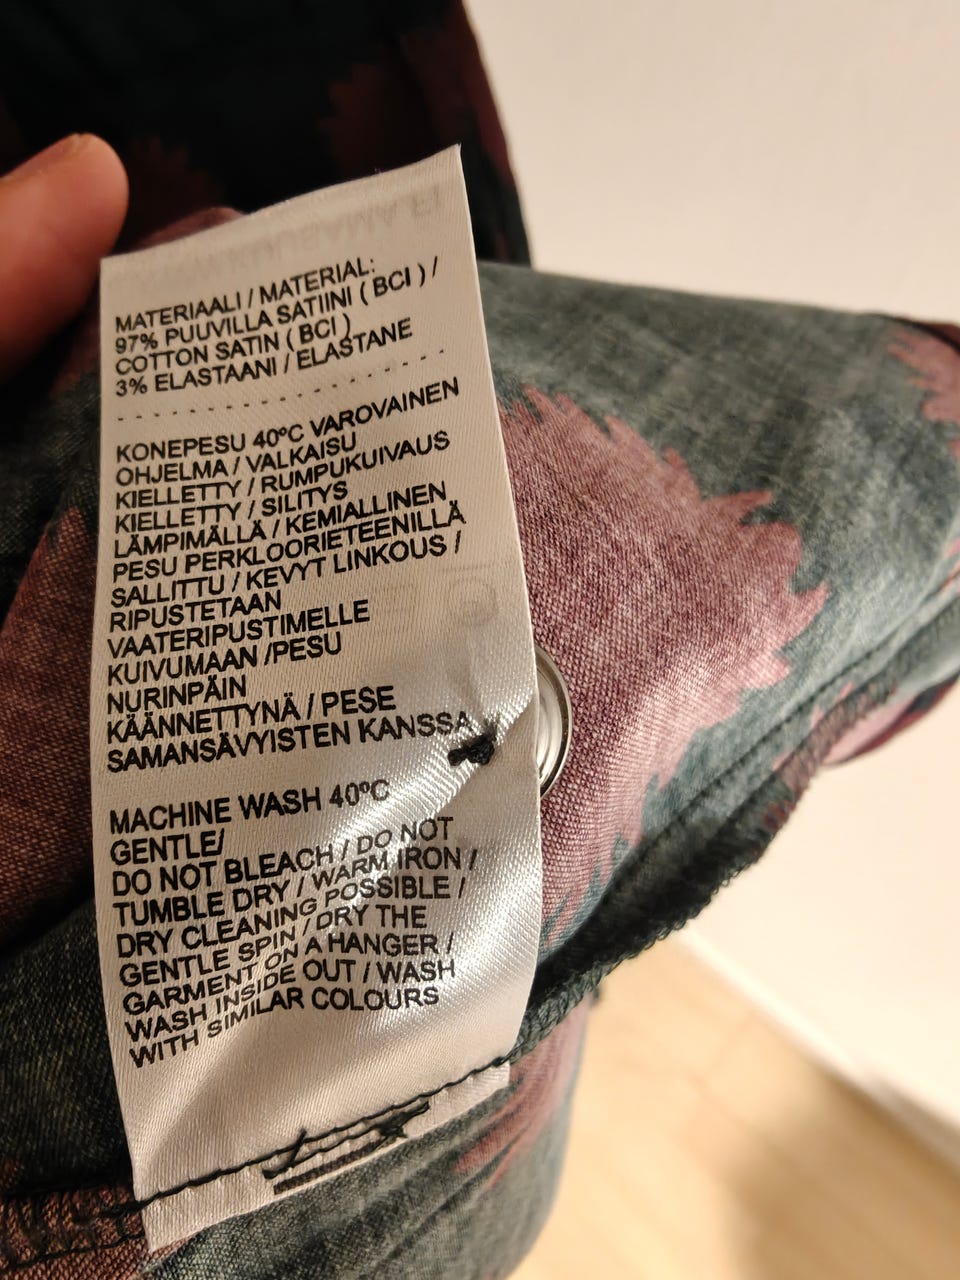 MATERIAALI / MATERIAL:
97% PUUVILLA SATIINI ( BCI ) /
COTTON SATIN ( BCI )
3% ELASTAANI / ELASTANE
KONEPESU 40ºC VAROVAINEN
OHJELMA / VALKAISU
KIELLETTY / RUMPUKUIVAUS
KIELLETTY / SILITYS
LÄMPIMÄLLÄ / KEMIALLINEN
PESU PERKLOORIETEENILLÄ
SALLITTU / KEVYT LINKOUS /
RIPUSTETAAN
VAATERIPUSTIMELLE
KUIVUMAAN /PESU
NURINPÄIN
KÄÄNNETTYNÄ / PESE
SAMANSÄVYISTEN KANSSA
MACHINE WASH 40ºC
GENTLE/
DO NOT BLEACH / DO NOT
TUMBLE DRY / WARM IRON /
DRY CLEANING POSSIBLE /
GENTLE SPIN / DRY THE
GARMENT ON A HANGER /
WASH INSIDE OUT / WASH
WITH SIMILAR COLOURS